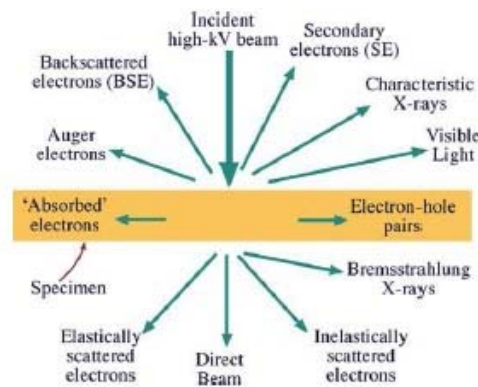 Incident
high-kV beam
Secondary
electrons (SE)
Backscattered
electrons (BSE)
Characteristic
X-rays
Auger
electrons
Visible
Light
'Absorbed'
electrons
Electron-hole
pairs
Specimen
Bremsstrahlung
X-rays
Elastically
scattered
electrons
Direct
Beam
Inelastically
scattered
electrons